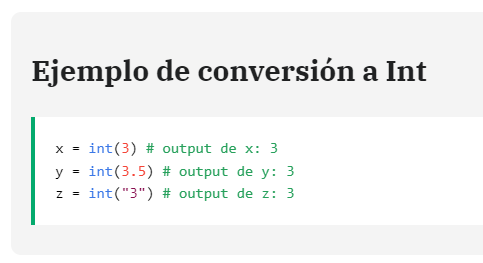 Ejemplo de conversión a Int
x = int(3) # output de x: 3
y = int(3.5) # output de y: 3
z = int("3") # output de z: 3